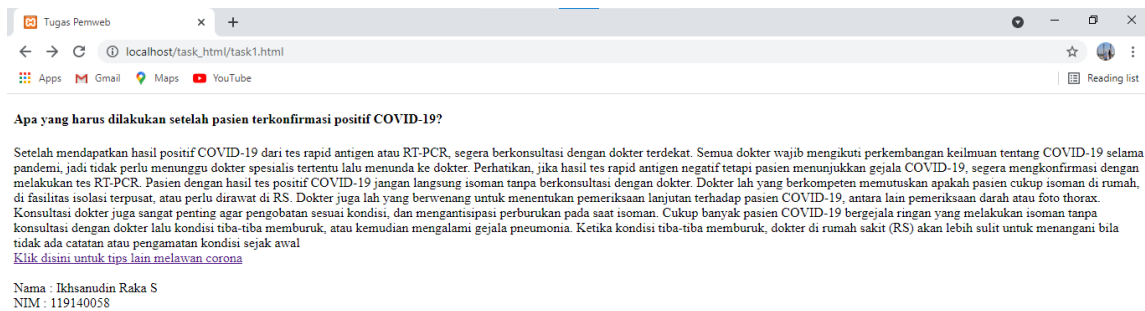 Tugas Pemweb
localhost/task_html/task1.html
Apps Gmail Maps YouTube Reading list
Apa yang harus dilakukan setelah pasien terkonfirmasi positif COVID-19?
Setelah mendapatkan hasil positif COVID-19 dari tes rapid antigen atau RT-PCR, segera berkonsultasi dengan dokter terdekat. Semua dokter wajib mengikuti perkembangan keilmuan tentang COVID-19 selama
pandemi, jadi tidak perlu menunggu dokter spesialis tertentu lalu menunda ke dokter. Perhatikan, jika hasil tes rapid antigen negatif tetapi pasien menunjukkan gejala COVID-19, segera mengkonfirmasi dengan
melakukan tes RT-PCR. Pasien dengan hasil tes positif COVID-19 jangan langsung isoman tanpa berkonsultasi dengan dokter. Dokter lah yang berkompeten memutuskan apakah pasien cukup isoman di rumah,
di fasilitas isolasi terpusat, atau perlu dirawat di RS. Dokter juga lah yang berwenang untuk menentukan pemeriksaan lanjutan terhadap pasien COVID-19, antara lain pemeriksaan darah atau foto thorax.
Konsultasi dokter juga sangat penting agar pengobatan sesuai kondisi, dan mengantisipasi perburukan pada saat isoman. Cukup banyak pasien COVID-19 bergejala ringan yang melakukan isoman tanpa
konsultasi dengan dokter lalu kondisi tiba-tiba memburuk, atau kemudian mengalami gejala pneumonia. Ketika kondisi tiba-tiba memburuk, dokter di rumah sakit (RS) akan lebih sulit untuk menangani bila
tidak ada catatan atau pengamatan kondisi sejak awal
Klik disini untuk tips lain melawan corona
Nama : Ikhsanudin Raka S
NIM : 119140058